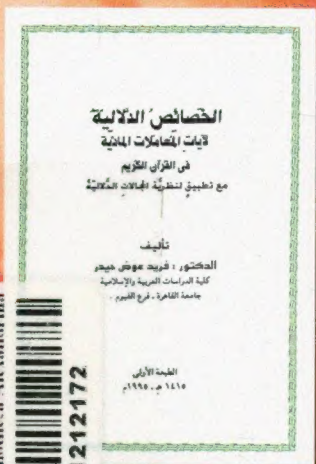 الخصائص الدلالية
لآيات المعاملات المادية
في القرآن الكريم
مع تطبيق لنظرية المجالات الدلالية
تأليف
الدكتور : فريد عوض حيدر
كلية الدراسات العربية والإسلامية
جامعة القاهرة ـ فرع الفيوم .
الطبعة الأولى
١٤١٥ هـ ـ ١٩٩٥م
212172